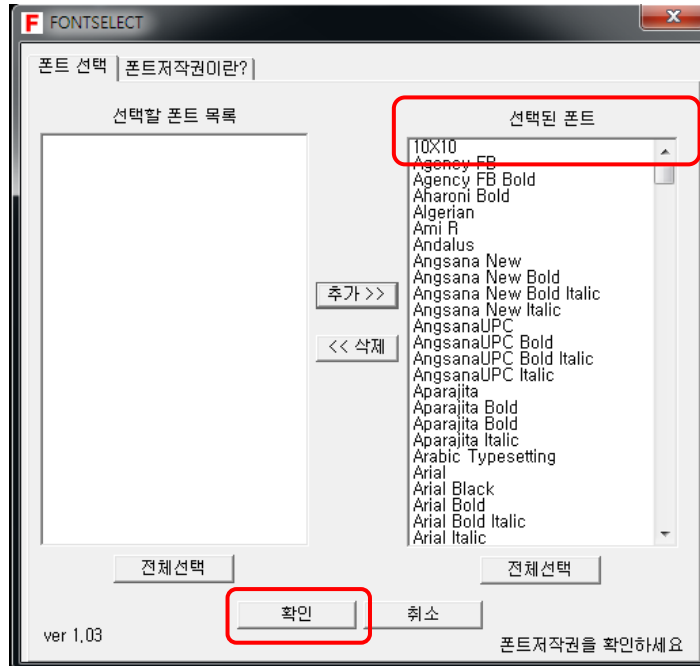 FONTSELECT
폰트 선택
폰트저작권이란?
선택할 폰트 목록
선택된 폰트
10X10
Agency FB
Agency FB Bold
Aharoni Bold
Algerian
Ami R
Andalus
Angsana New
Angsana New Bold
Angsana New Bold Italic
Angsana New Italic
AngsanaUPC
AngsanaUPC Bold
AngsanaUPC Bold Italic
AngsanaUPC Italic
Aparajita
Aparajita Bold
Aparajita Bold
Aparajita Italic
Arabic Typesetting
Arial
Arial Black
Arial Bold
Arial Bold Italic
Arial Italic
추가 >>
<< 삭제
전체선택
전체선택
확인
취소
ver 1.03
폰트저작권을 확인하세요